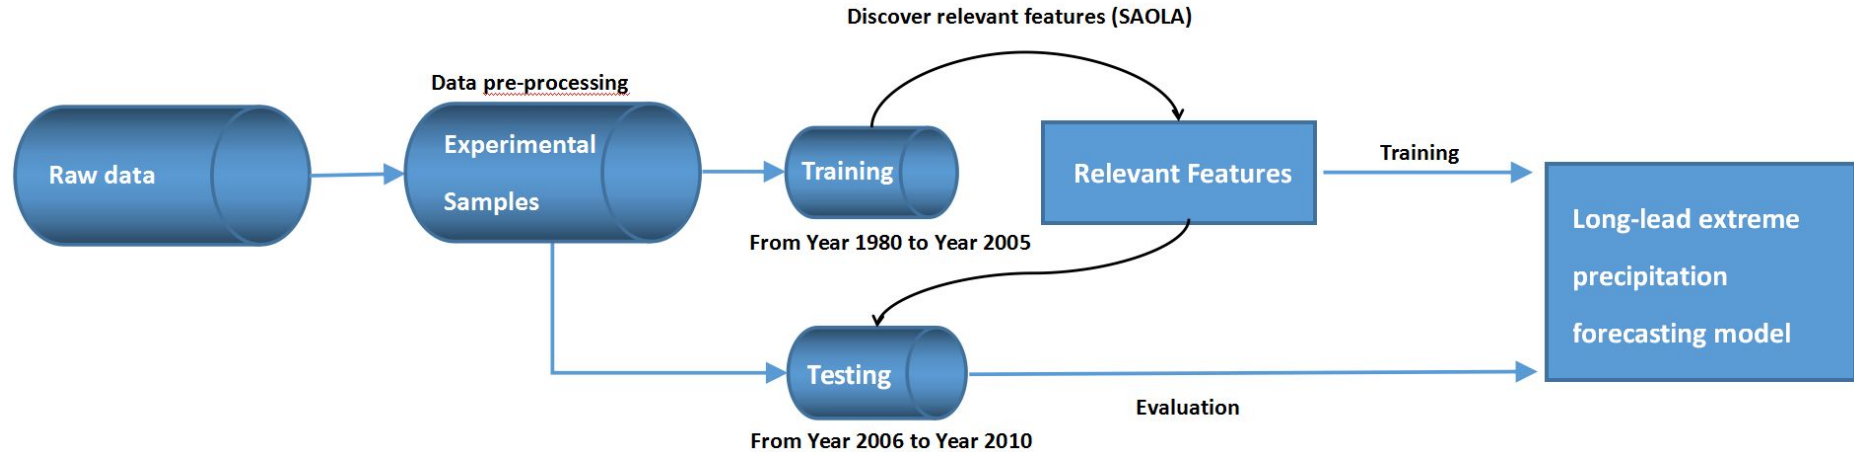 Discover relevant features (SAOLA)
Data pre-processing
Raw data
Experimental
Samples
Training
From Year 1980 to Year 2005
Relevant Features
Training
Long-lead extreme
precipitation
forecasting model
Testing
From Year 2006 to Year 2010
Evaluation